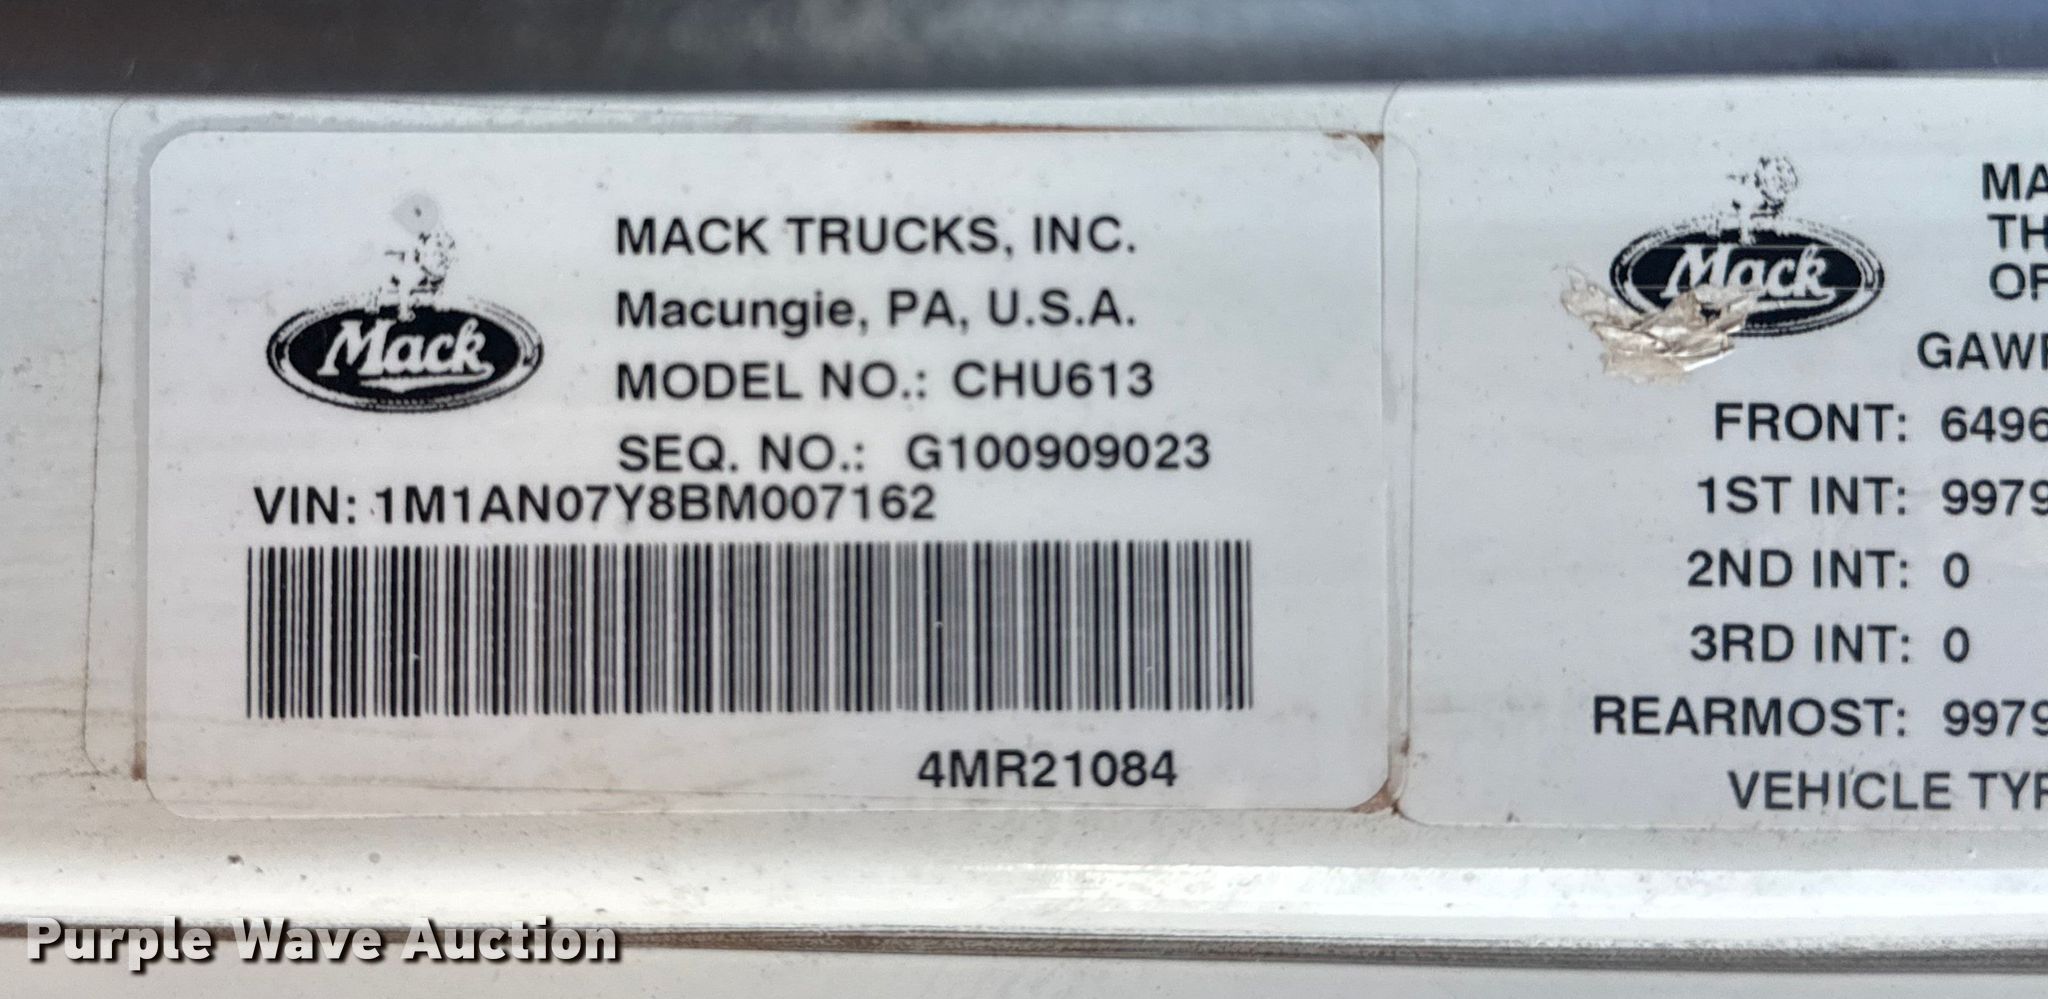 Mack
MACK TRUCKS, INC.
Macungie, PA, U.S.A.
MODEL NO.: CHU613
SEQ. NO.: G100909023
VIN: 1M1AN07Y8BM007162
4MR21084
Mack
MA
TH
OF
GAW
FRONT: 6496
1ST INT: 9979
2ND INT: 0
3RD INT: 0
REARMOST: 9979
VEHICLE TYP
Purple Wave Auction